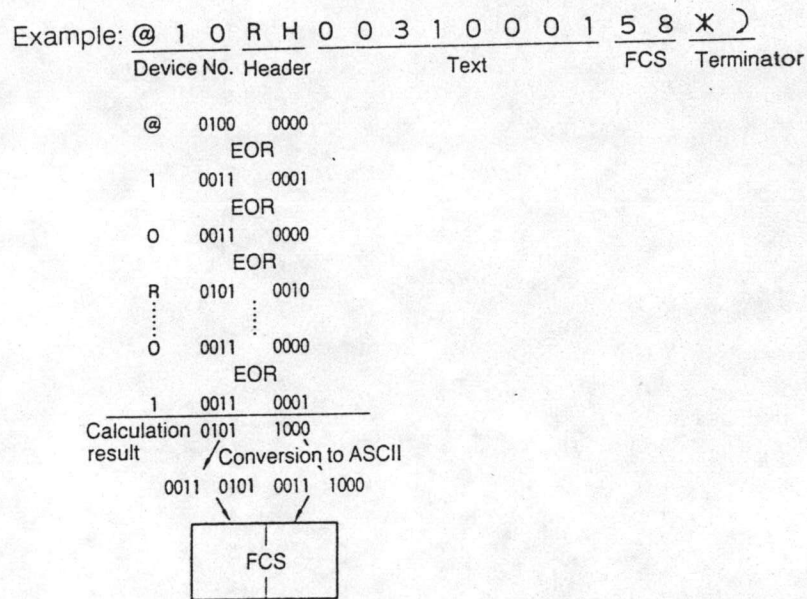 Example: @ 1 0 R H 0 0 3 1 0 0 0 1 5 8 * )
Device No. Header Text FCS Terminator
@ 0100 0000
EOR
1 0011 0001
EOR
0 0011 0000
EOR
R 0101 0010
0 0011 0000
EOR
1 0011 0001
Calculation result 0101 1000
Conversion to ASCII
0011 0101 0011 1000
FCS